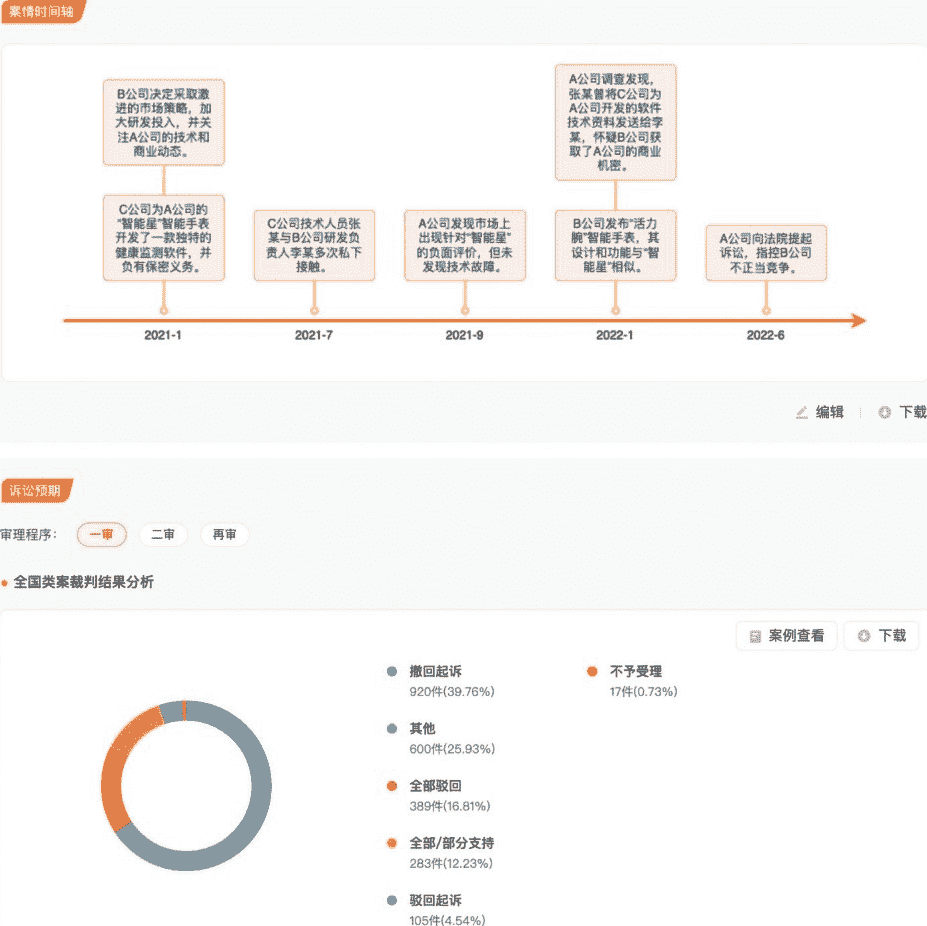 案情时间轴
B公司决定采取激
进的市场策略，加
大研发投入，并关
注A公司的技术和
商业动态。
C公司为A公司的
“智能星”智能手表
开发了一款独特的
健康监测软件，并
负有保密义务。
C公司技术人员张
某与B公司研发负
责人李某多次私下
接触。
A公司发现市场上
出现针对“智能星”
的负面评价，但未
发现技术故障。
A公司调查发现，
张某曾将C公司为
A公司开发的软件
技术资料发送给李
某，怀疑B公司获
取了A公司的商业
机密。
B公司发布“活力
腕”智能手表，其
设计和功能与“智
能星”相似。
A公司向法院提起
诉讼，指控B公司
不正当竞争。
2021-1
2021-7
2021-9
2022-1
2022-6
编辑
下载
诉讼预期
审理程序：
一审
二审
再审
全国类案裁判结果分析
案例查看
下载
撤回起诉
920件(39.76%)
其他
600件(25.93%)
全部驳回
389件(16.81%)
全部/部分支持
283件(12.23%)
驳回起诉
105件(4.54%)
不予受理
17件(0.73%)